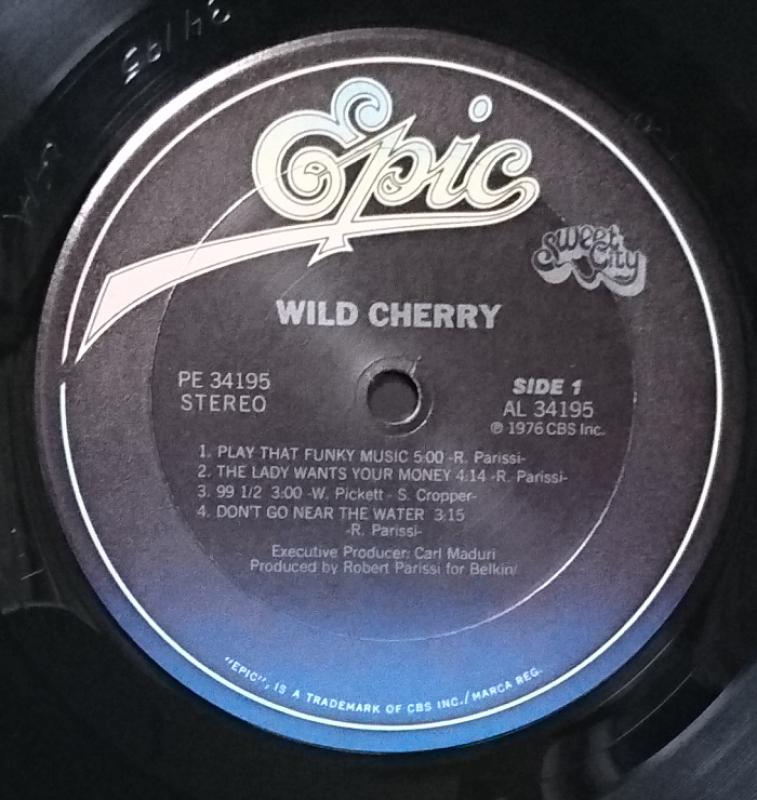 Epic
Sweet City
WILD CHERRY
PE 34195
STEREO
SIDE 1
AL 34195
℗ 1976 CBS Inc.
1. PLAY THAT FUNKY MUSIC 5:00 -R. Parissi-
2. THE LADY WANTS YOUR MONEY 4:14 -R. Parissi-
3. 99 1/2 3:00 -W. Pickett - S. Cropper-
4. DON'T GO NEAR THE WATER 3:15
-R. Parissi-
Executive Producer: Carl Maduri
Produced by Robert Parissi for Belkin/
"EPIC", IS A TRADEMARK OF CBS INC./MARCA REG.